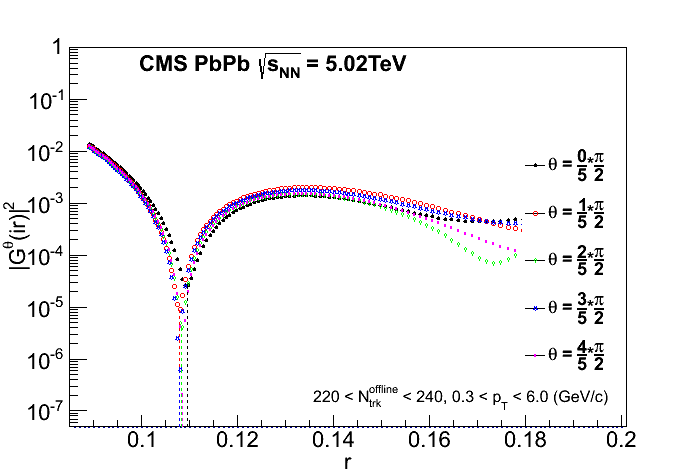 CMS PbPb √sNN = 5.02TeV
|Gθ(ir)|²
1
10⁻¹
10⁻²
10⁻³
10⁻⁴
10⁻⁵
10⁻⁶
10⁻⁷
θ = 0/5*π/2
θ = 1/5*π/2
θ = 2/5*π/2
θ = 3/5*π/2
θ = 4/5*π/2
220 < Ntrk^offline < 240, 0.3 < pT < 6.0 (GeV/c)
0.1 0.12 0.14 0.16 0.18 0.2
r